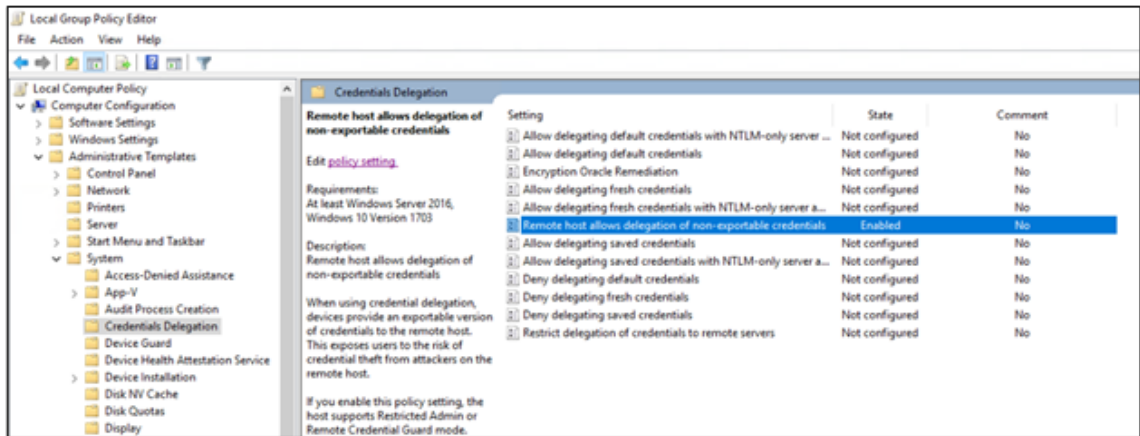 Local Group Policy Editor
File Action View Help
Local Computer Policy
Computer Configuration
Software Settings
Windows Settings
Administrative Templates
Control Panel
Network
Printers
Server
Start Menu and Taskbar
System
Access-Denied Assistance
App-V
Audit Process Creation
Credentials Delegation
Device Guard
Device Health Attestation Service
Device Installation
Disk NV Cache
Disk Quotas
Display
Credentials Delegation
Remote host allows delegation of
non-exportable credentials
Edit policy setting
Requirements:
At least Windows Server 2016,
Windows 10 Version 1703
Description:
Remote host allows delegation of
non-exportable credentials
When using credential delegation,
devices provide an exportable version
of credentials to the remote host.
This exposes users to the risk of
credential theft from attackers on the
remote host.
If you enable this policy setting, the
host supports Restricted Admin or
Remote Credential Guard mode.
Setting State Comment
Allow delegating default credentials with NTLM-only server ... Not configured No
Allow delegating default credentials Not configured No
Encryption Oracle Remediation Not configured No
Allow delegating fresh credentials Not configured No
Allow delegating fresh credentials with NTLM-only server a... Not configured No
Remote host allows delegation of non-exportable credentials Enabled No
Allow delegating saved credentials Not configured No
Allow delegating saved credentials with NTLM-only server a... Not configured No
Deny delegating default credentials Not configured No
Deny delegating fresh credentials Not configured No
Deny delegating saved credentials Not configured No
Restrict delegation of credentials to remote servers Not configured No